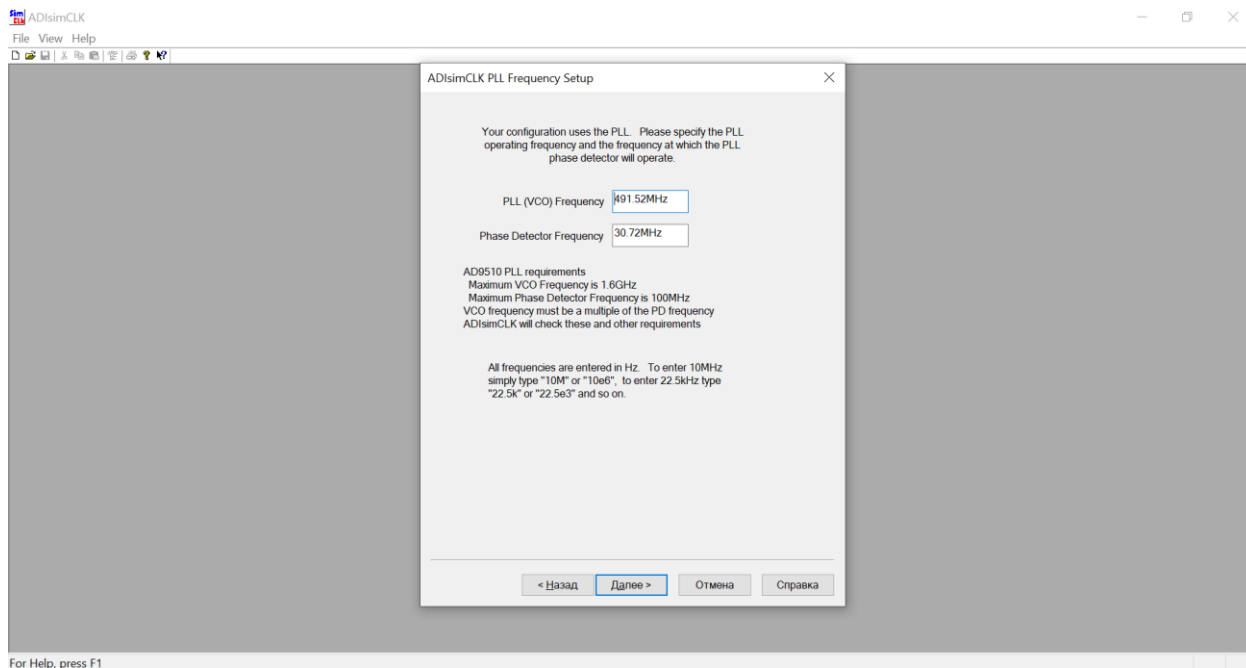 Sim
CLK
ADIsimCLK
File View Help
ADIsimCLK PLL Frequency Setup
Your configuration uses the PLL. Please specify the PLL
operating frequency and the frequency at which the PLL
phase detector will operate.
PLL (VCO) Frequency 491.52MHz
Phase Detector Frequency 30.72MHz
AD9510 PLL requirements
Maximum VCO Frequency is 1.6GHz
Maximum Phase Detector Frequency is 100MHz
VCO frequency must be a multiple of the PD frequency
ADIsimCLK will check these and other requirements
All frequencies are entered in Hz. To enter 10MHz
simply type "10M" or "10e6", to enter 22.5kHz type
"22.5k" or "22.5e3" and so on.
< Назад Далее > Отмена Справка
For Help, press F1